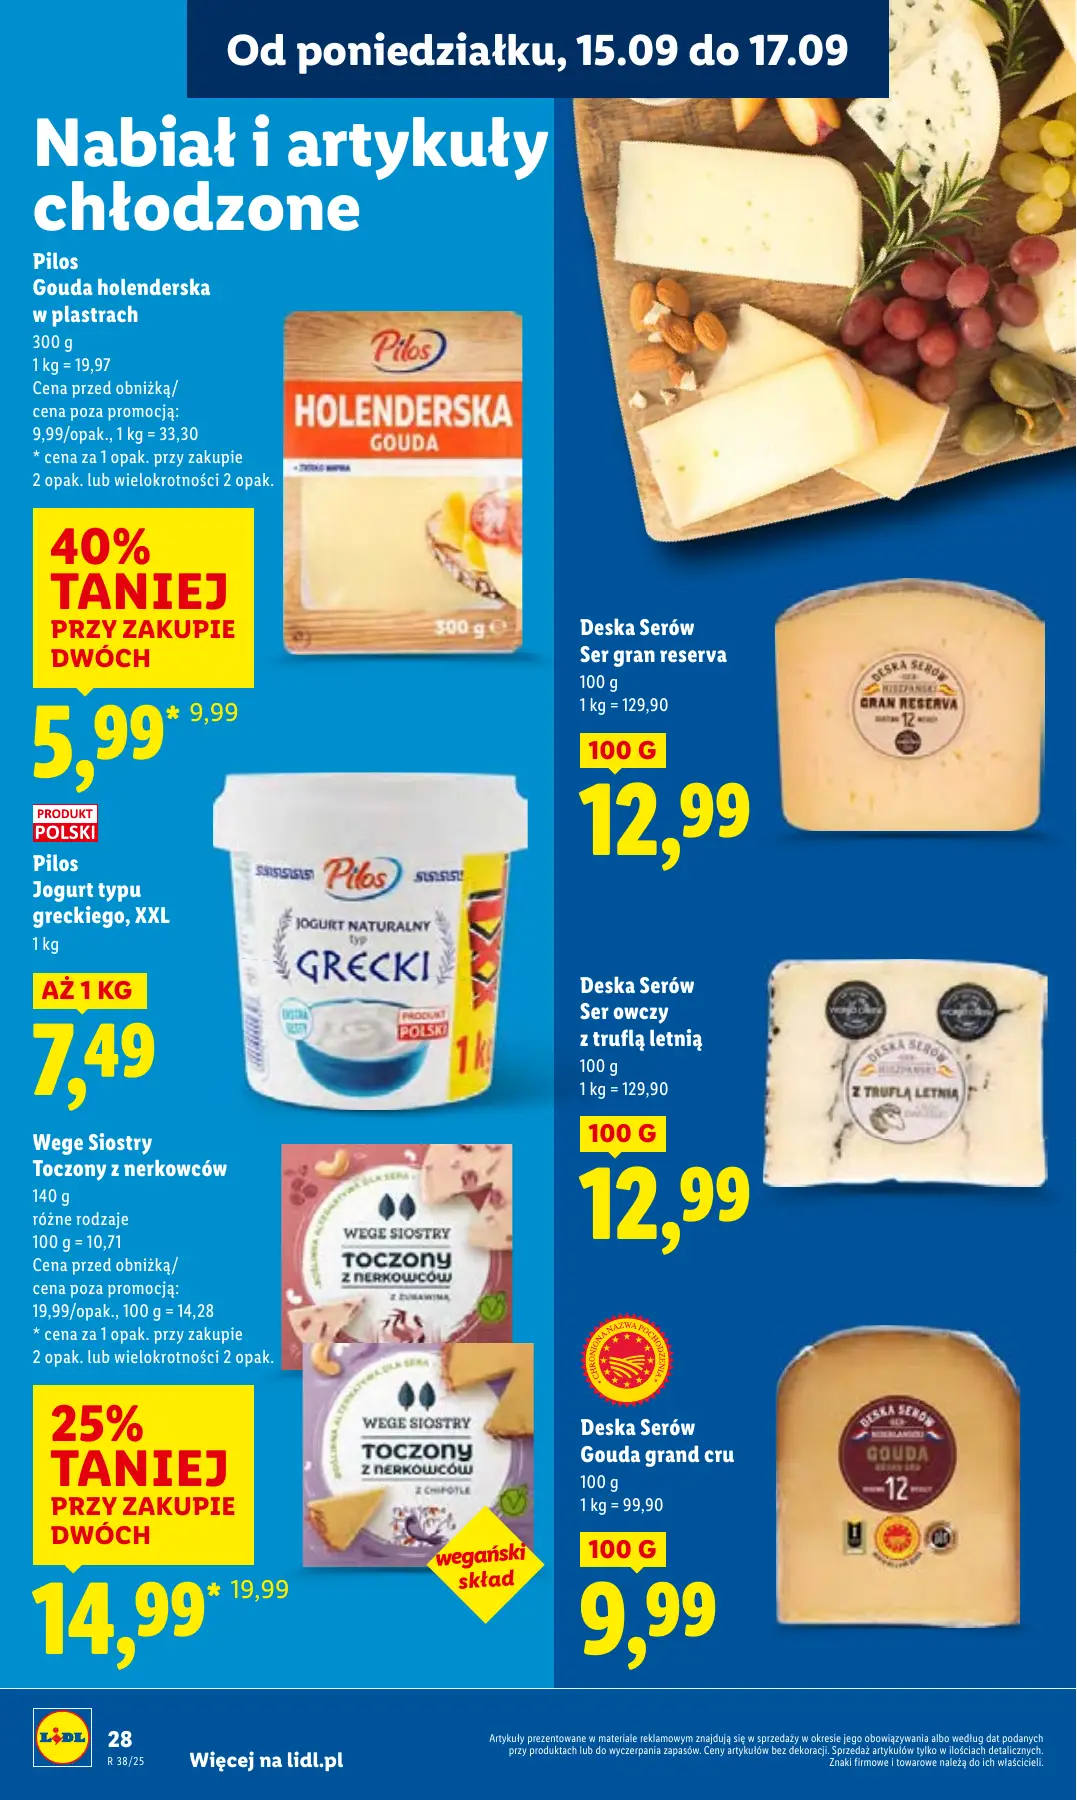 Od poniedziałku, 15.09 do 17.09
Nabiał i artykuły
chłodzone
Pilos
Gouda holenderska
w plastrach
300 g
1 kg = 19,97
Cena przed obniżką/
cena poza promocją:
9,99/opak., 1 kg = 33,30
* cena za 1 opak. przy zakupie
2 opak. lub wielokrotności 2 opak.
Pilos
HOLENDERSKA
GOUDA
300 g e
40%
TANIEJ
PRZY ZAKUPIE
DWÓCH
5,99* 9,99
PRODUKT
POLSKI
Pilos
Jogurt typu
greckiego, XXL
1 kg
AŻ 1 KG
7,49
Pilos
JOGURT NATURALNY
typ
GRECKI
XXL
PRODUKT
POLSKI
1 kg
Wege Siostry
Toczony z nerkowców
140 g
różne rodzaje
100 g = 10,71
Cena przed obniżką/
cena poza promocją:
19,99/opak., 100 g = 14,28
* cena za 1 opak. przy zakupie
2 opak. lub wielokrotności 2 opak.
ROŚLINNA ALTERNATYWA DLA SERA
WEGE SIOSTRY
TOCZONY
Z NERKOWCÓW
Z ŻURAWINĄ
ROŚLINNA ALTERNATYWA DLA SERA
WEGE SIOSTRY
TOCZONY
Z NERKOWCÓW
Z CHIPOTLE
wegański
skład
25%
TANIEJ
PRZY ZAKUPIE
DWÓCH
14,99* 19,99
Deska Serów
Ser gran reserva
100 g
1 kg = 129,90
100 G
12,99
DESKA SERÓW
SER
HISZPAŃSKI
GRAN RESERVA
12
Deska Serów
Ser owczy
z truflą letnią
100 g
1 kg = 129,90
100 G
12,99
DESKA SERÓW
SER
HISZPAŃSKI
Z TRUFLĄ LETNIĄ
CHRONIONA NAZWA POCHODZENIA
Deska Serów
Gouda grand cru
100 g
1 kg = 99,90
100 G
9,99
DESKA SERÓW
SER
NIDERLANDZKI
GOUDA
GRAND CRU
12
LIDL
28
R 38/25
Więcej na lidl.pl
Artykuły prezentowane w materiale reklamowym znajdują się w sprzedaży w okresie jego obowiązywania albo według dat podanych
przy produktach lub do wyczerpania zapasów. Ceny artykułów bez dekoracji. Sprzedaż artykułów tylko w ilościach detalicznych.
Znaki firmowe i towarowe należą do ich właścicieli.